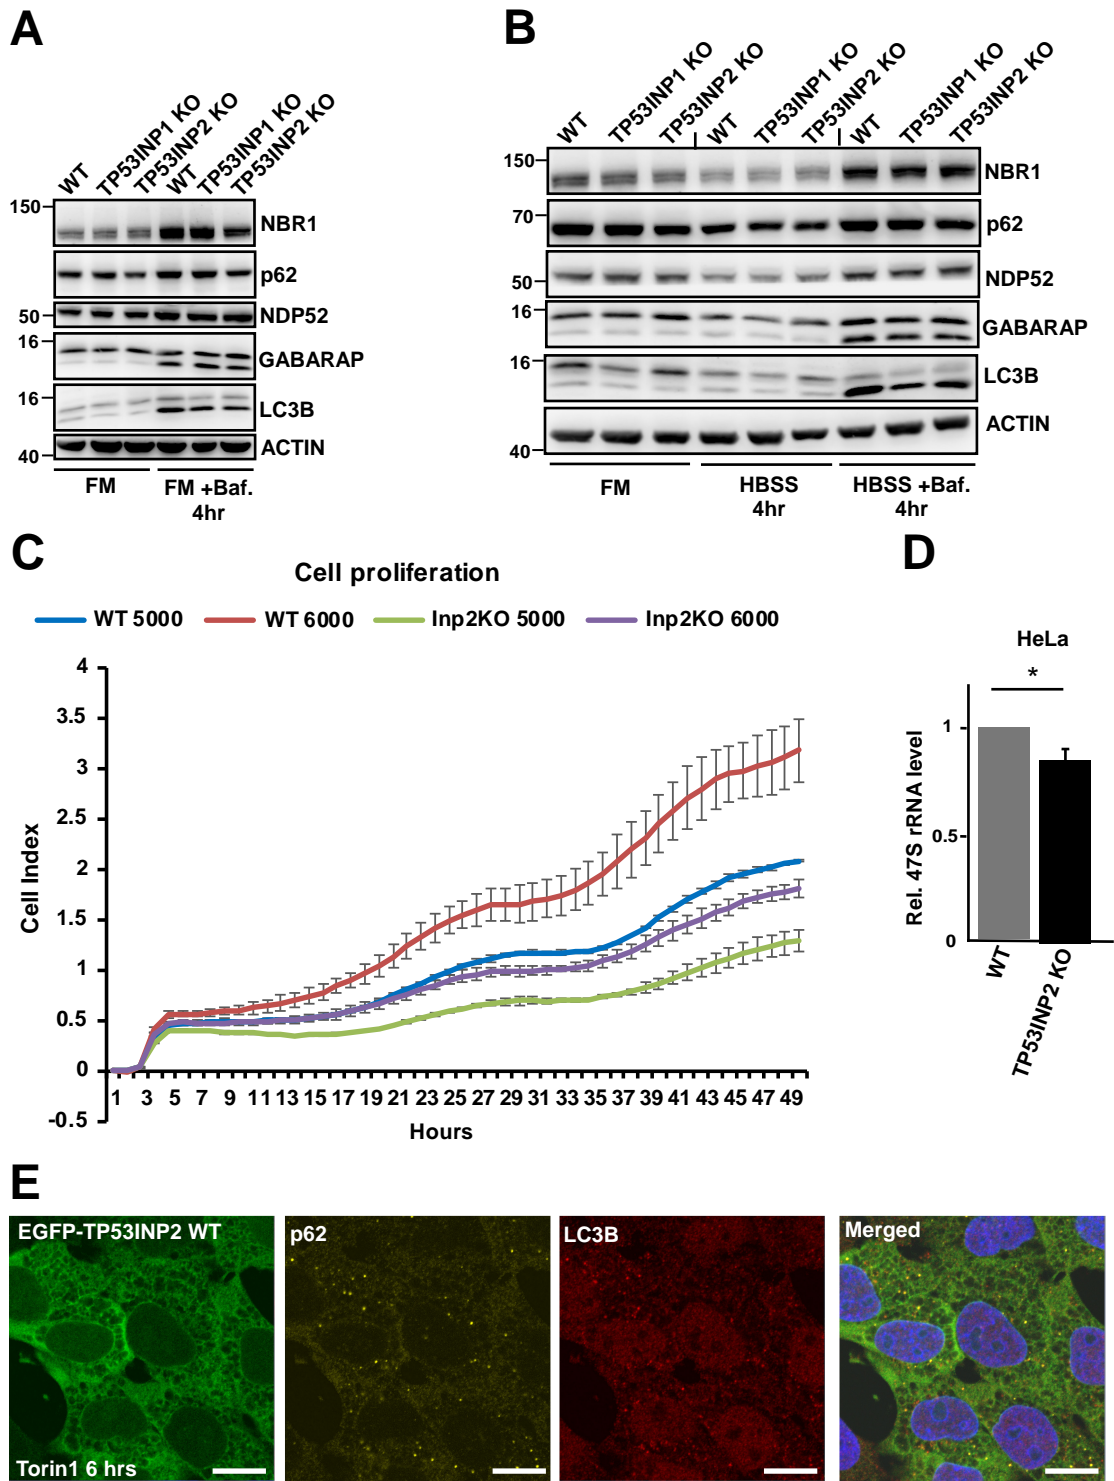 A
WT
TP53INP1 KO
TP53INP2 KO
WT
TP53INP1 KO
TP53INP2 KO
150
NBR1
p62
50
NDP52
16
GABARAP
16
LC3B
40
ACTIN
FM
FM +Baf.
4hr
B
WT
TP53INP1 KO
TP53INP2 KO
WT
TP53INP1 KO
TP53INP2 KO
WT
TP53INP1 KO
TP53INP2 KO
150
NBR1
70
p62
50
NDP52
16
GABARAP
16
LC3B
40
ACTIN
FM
HBSS
4hr
HBSS +Baf.
4hr
C
Cell proliferation
WT 5000
WT 6000
Inp2KO 5000
Inp2KO 6000
Cell Index
4
3.5
3
2.5
2
1.5
1
0.5
0
-0.5
1 3 5 7 9 11 13 15 17 19 21 23 25 27 29 31 33 35 37 39 41 43 45 47 49
Hours
D
HeLa
*
Rel. 47S rRNA level
1
0.5
0
WT
TP53INP2 KO
E
EGFP-TP53INP2 WT
Torin1 6 hrs
p62
LC3B
Merged